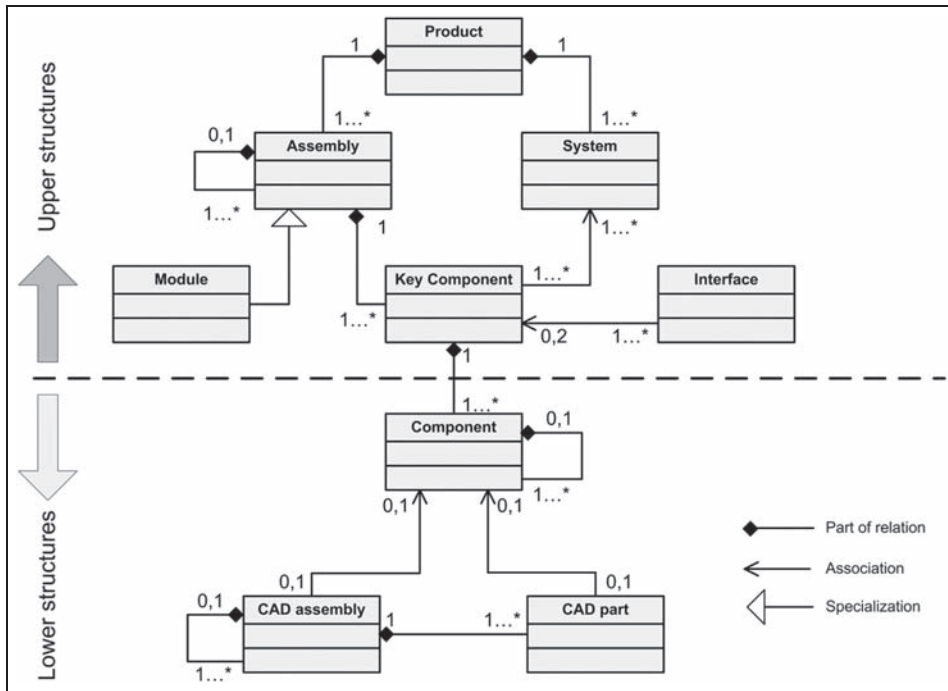 Product
1
1
1...*
1...*
0,1
Assembly
System
1...*
1
1...*
Upper structures
Module
Key Component
1...*
Interface
1...*
0,2
1...*
1
1...*
0,1
Component
1...*
0,1
0,1
Lower structures
Part of relation
Association
Specialization
0,1
0,1
0,1
CAD assembly
1
1...*
CAD part
1...*